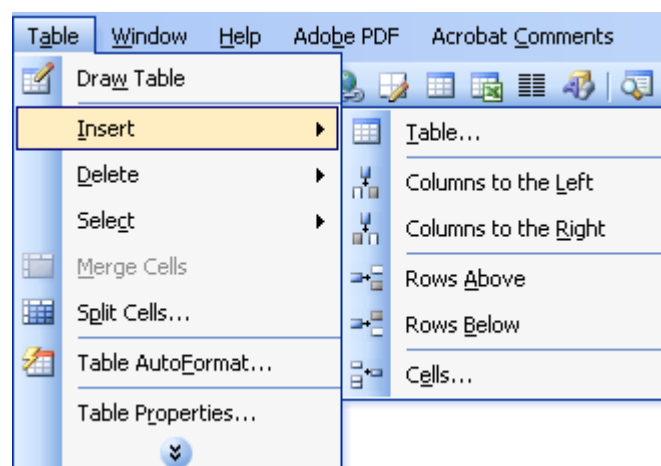 Table Window Help Adobe PDF Acrobat Comments
Draw Table
Insert
Delete
Select
Merge Cells
Split Cells...
Table AutoFormat...
Table Properties...
Table...
Columns to the Left
Columns to the Right
Rows Above
Rows Below
Cells...